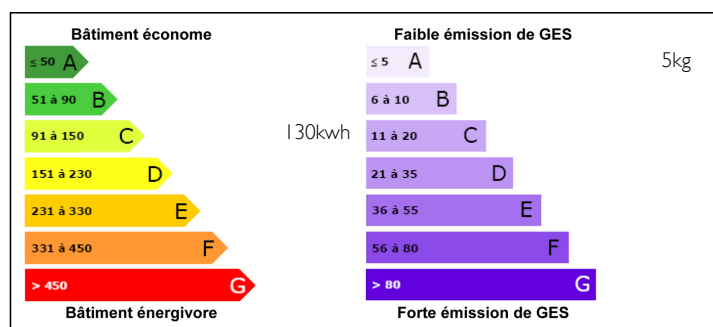 Bâtiment économe
≤ 50 A
51 à 90 B
91 à 150 C
130kwh
151 à 230 D
231 à 330 E
331 à 450 F
> 450 G
Bâtiment énergivore
Faible émission de GES
≤ 5 A
5kg
6 à 10 B
11 à 20 C
21 à 35 D
36 à 55 E
56 à 80 F
> 80 G
Forte émission de GES